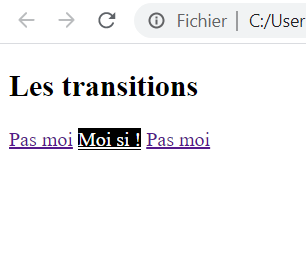 Fichier | C:/User
Les transitions
Pas moi Moi si ! Pas moi